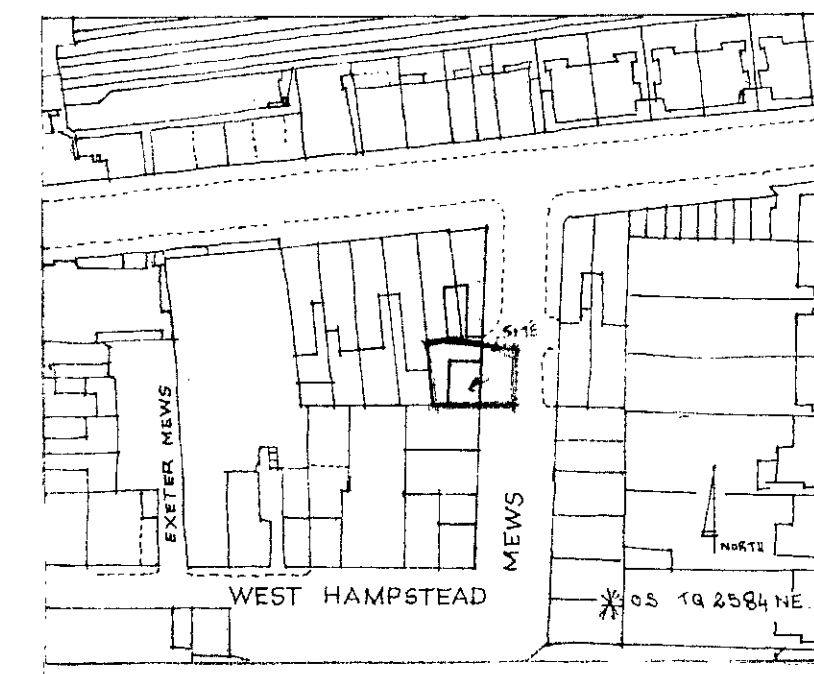 SITE
EXETER MEWS
MEWS
NORTH
WEST HAMPSTEAD
OS TQ 2584 NE.